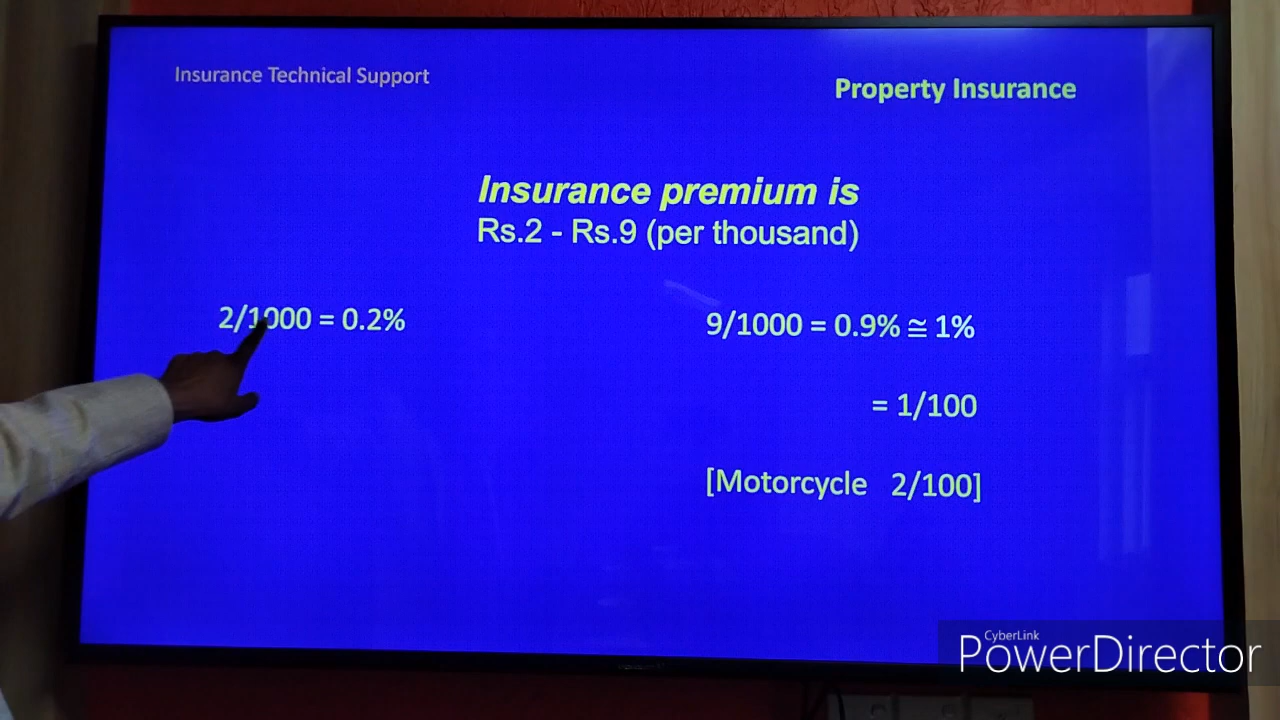 Insurance Technical Support
Property Insurance
Insurance premium is
Rs.2 - Rs.9 (per thousand)
2/1000 = 0.2%
9/1000 = 0.9% ≅ 1%
= 1/100
[Motorcycle 2/100]
CyberLink
PowerDirector